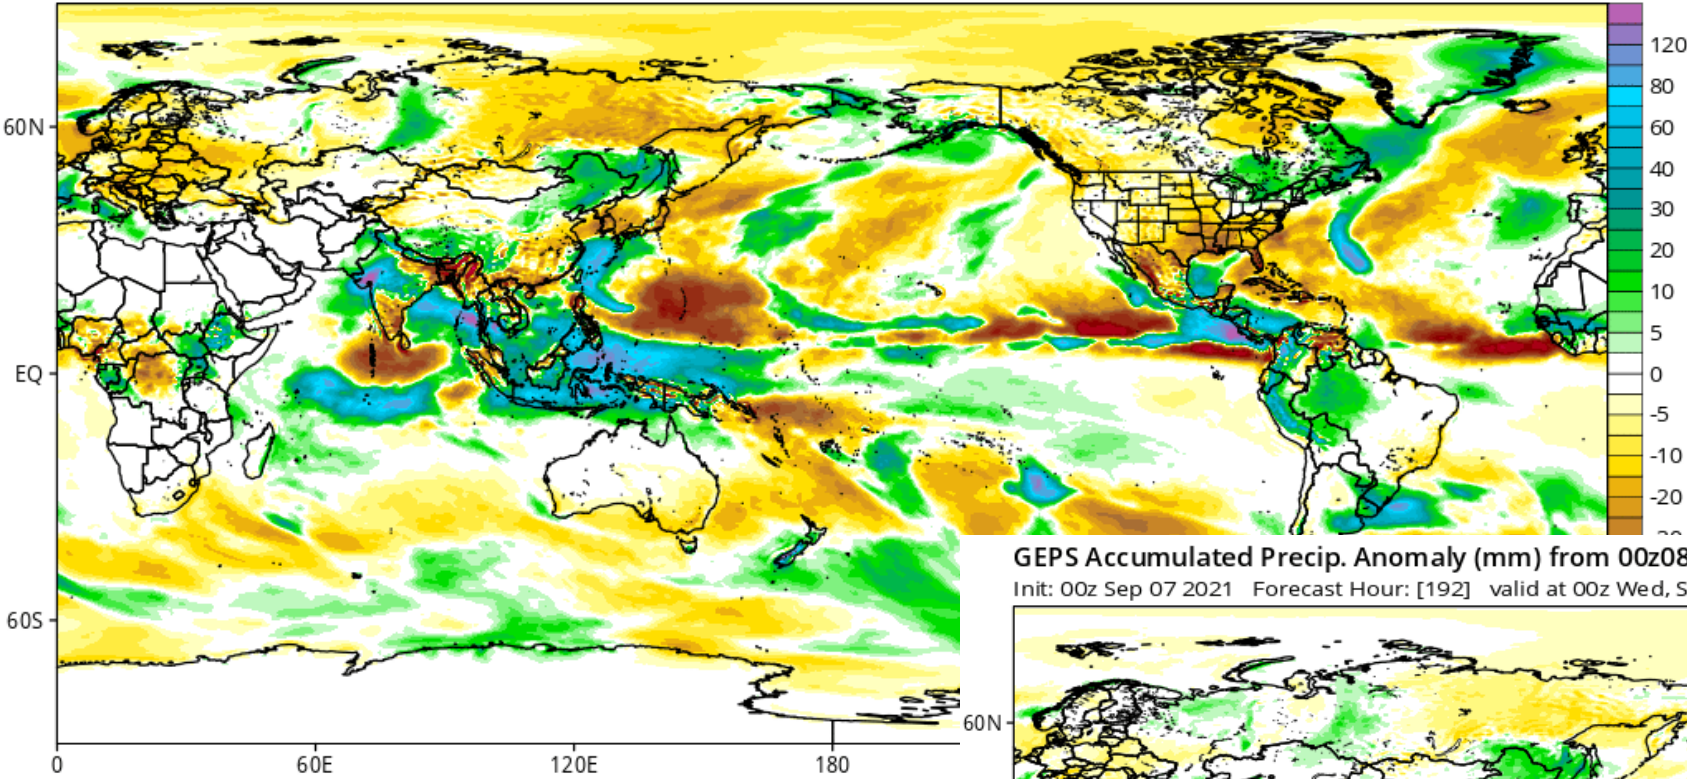 120
80
60N
60
40
30
20
10
5
EQ
0
-5
-10
-20
GEPS Accumulated Precip. Anomaly (mm) from 00z08
Init: 00z Sep 07 2021 Forecast Hour: [192] valid at 00z Wed, S
60S
60N
0
60E
120E
180